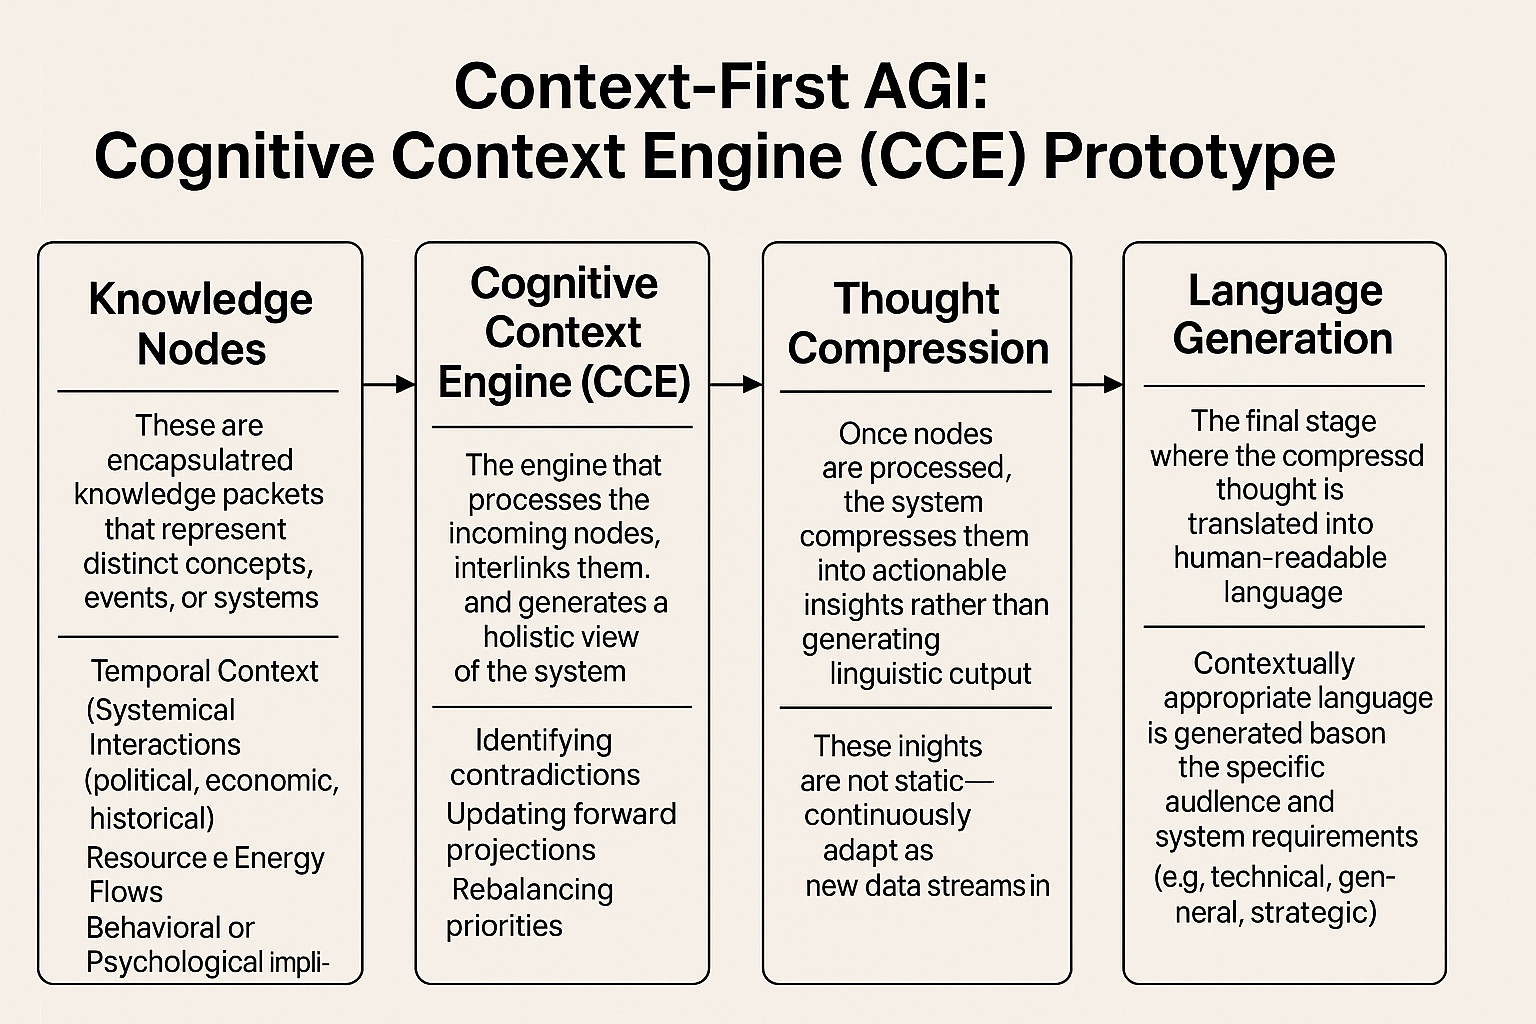 Context-First AGI:
Cognitive Context Engine (CCE) Prototype
Knowledge
Nodes
These are
encapsulatred
knowledge packets
that represent
distinct concepts,
events, or systems
Temporal Context
(Systemical
Interactions
(political, economic,
historical)
Resource e Energy
Flows
Behavioral or
Psychological impli-
Cognitive
Context
Engine (CCE)
The engine that
processes the
incoming nodes,
interlinks them.
and generates a
holistic view
of the system
Identifying
contradictions
Updating forward
projections
Rebalancing
priorities
Thought
Compression
Once nodes
are processed,
the system
compresses them
into actionable
insights rather than
generating
linguistic cutput
These inights
are not static—
continuously
adapt as
new data streams in
Language
Generation
The final stage
where the compressd
thought is
translated into
human-readable
language
Contextually
appropriate language
is generated bason
the specific
audlence and
system requirements
(e.g, technical, gen-
neral, strategic)